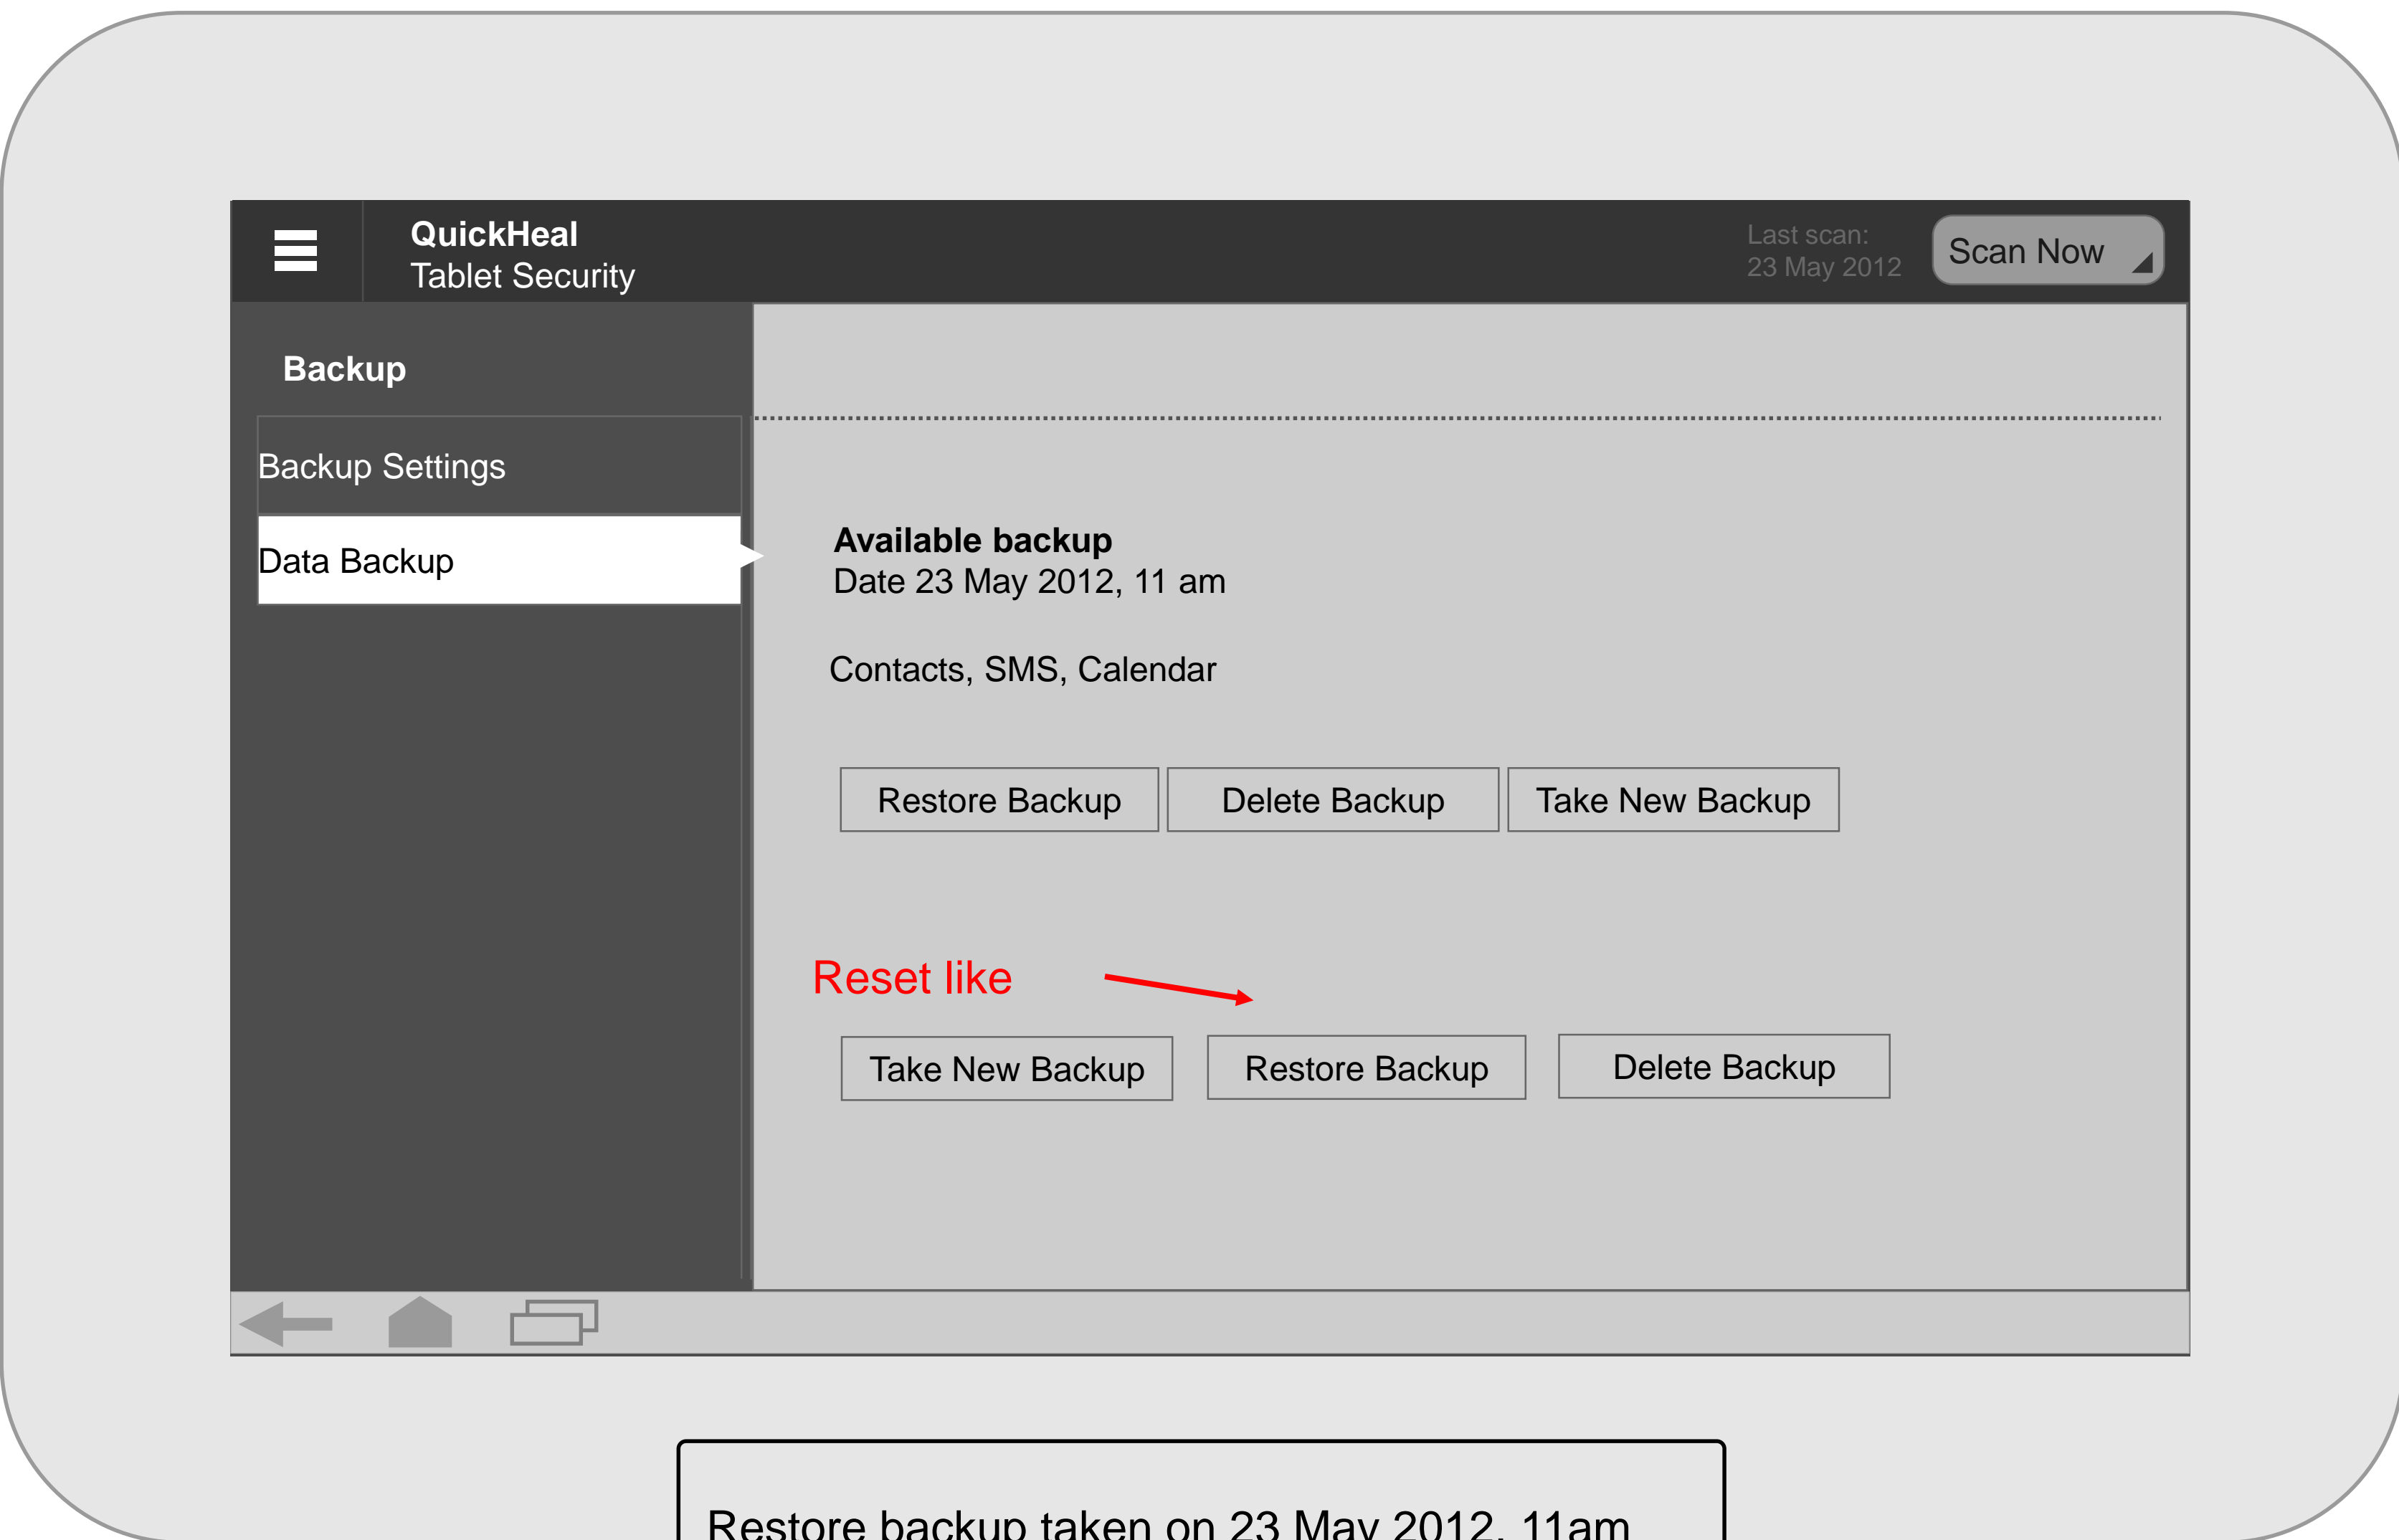 QuickHeal
Tablet Security
Last scan:
23 May 2012
Scan Now
Backup
Backup Settings
Data Backup
Available backup
Date 23 May 2012, 11 am
Contacts, SMS, Calendar
Restore Backup
Delete Backup
Take New Backup
Reset like
Take New Backup
Restore Backup
Delete Backup
Restore backup taken on 23 May 2012, 11am